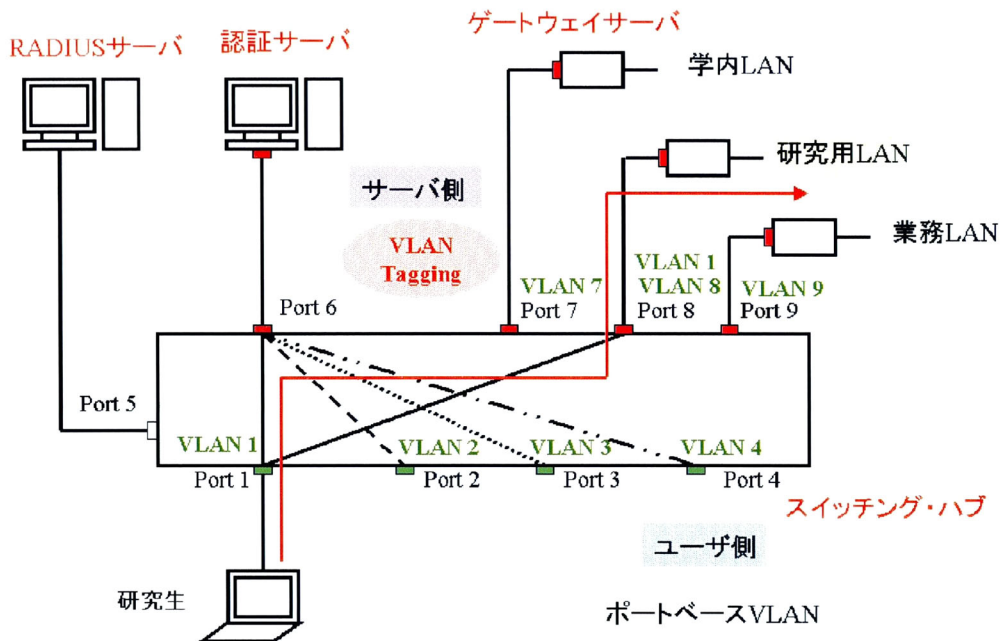 ゲートウェイサーバ
RADIUSサーバ
認証サーバ
学内LAN
研究用LAN
サーバ側
業務LAN
VLAN
Tagging
VLAN 1
VLAN 7
VLAN 8
VLAN 9
Port 6
Port 7
Port 8
Port 9
Port 5
VLAN 1
VLAN 2
VLAN 3
VLAN 4
Port 1
Port 2
Port 3
Port 4
スイッチング・ハブ
ユーザ側
研究生
ポートベースVLAN